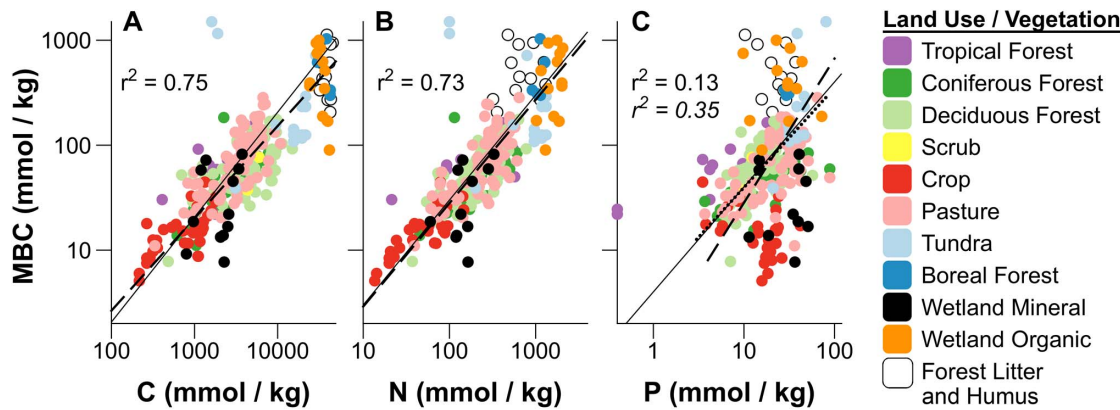 A
B
C
r² = 0.75
r² = 0.73
r² = 0.13
r² = 0.35
MBC (mmol / kg)
1000
100
10
100
1000
10000
10
100
1000
1
10
100
C (mmol / kg)
N (mmol / kg)
P (mmol / kg)
Land Use / Vegetation
Tropical Forest
Coniferous Forest
Deciduous Forest
Scrub
Crop
Pasture
Tundra
Boreal Forest
Wetland Mineral
Wetland Organic
Forest Litter
and Humus